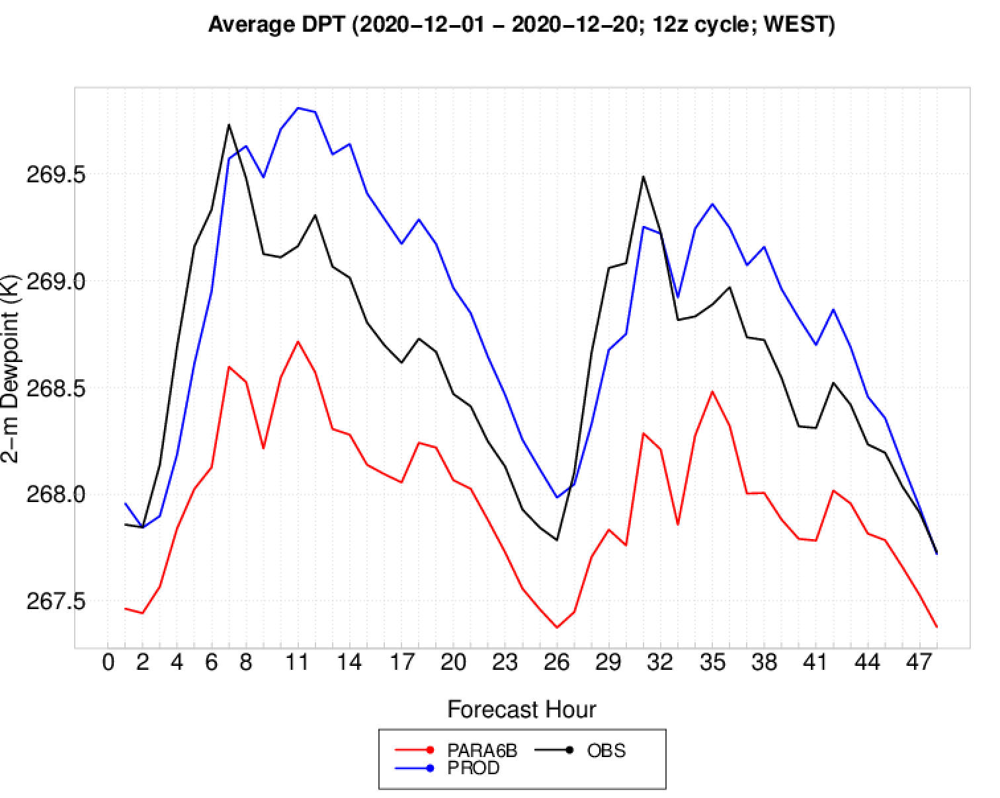 Average DPT (2020−12−01 − 2020−12−20; 12z cycle; WEST)
2−m Dewpoint (K)
269.5
269.0
268.5
268.0
267.5
0 2 4 6 8 11 14 17 20 23 26 29 32 35 38 41 44 47
Forecast Hour
PARA6B OBS
PROD